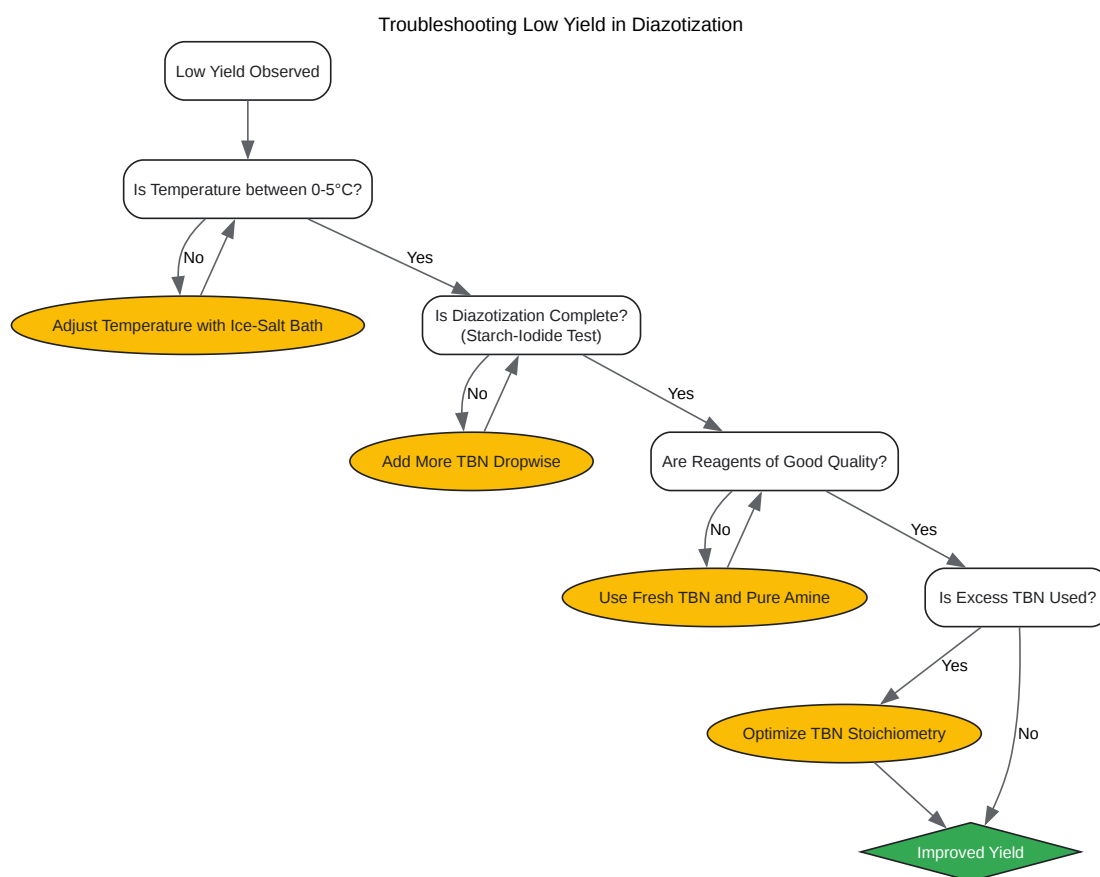 Troubleshooting Low Yield in Diazotization
Low Yield Observed
Is Temperature between 0-5°C?
No
Yes
Adjust Temperature with Ice-Salt Bath
Is Diazotization Complete?
(Starch-Iodide Test)
No
Yes
Add More TBN Dropwise
Are Reagents of Good Quality?
No
Yes
Use Fresh TBN and Pure Amine
Is Excess TBN Used?
Yes
Optimize TBN Stoichiometry
No
Improved Yield